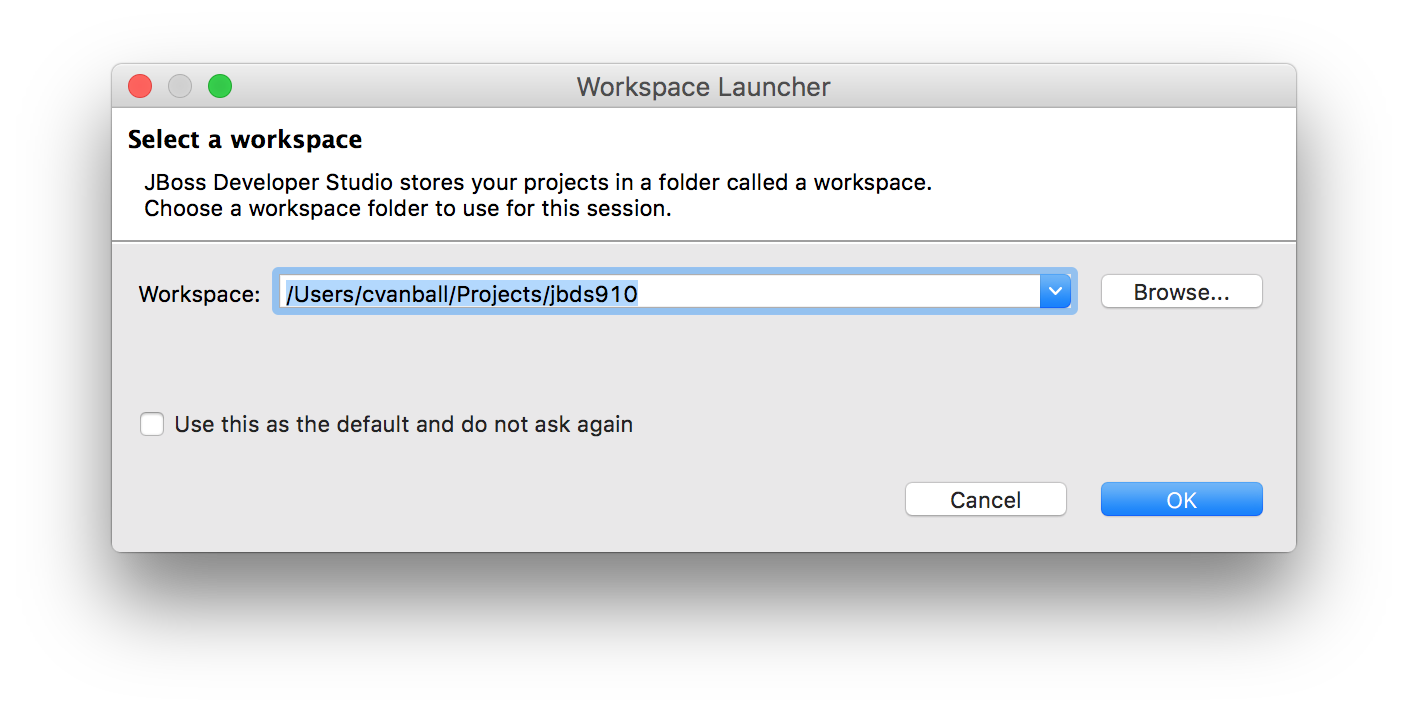 Workspace Launcher
Select a workspace
JBoss Developer Studio stores your projects in a folder called a workspace.
Choose a workspace folder to use for this session.
Workspace: /Users/cvanball/Projects/jbds910 Browse...
Use this as the default and do not ask again
Cancel OK